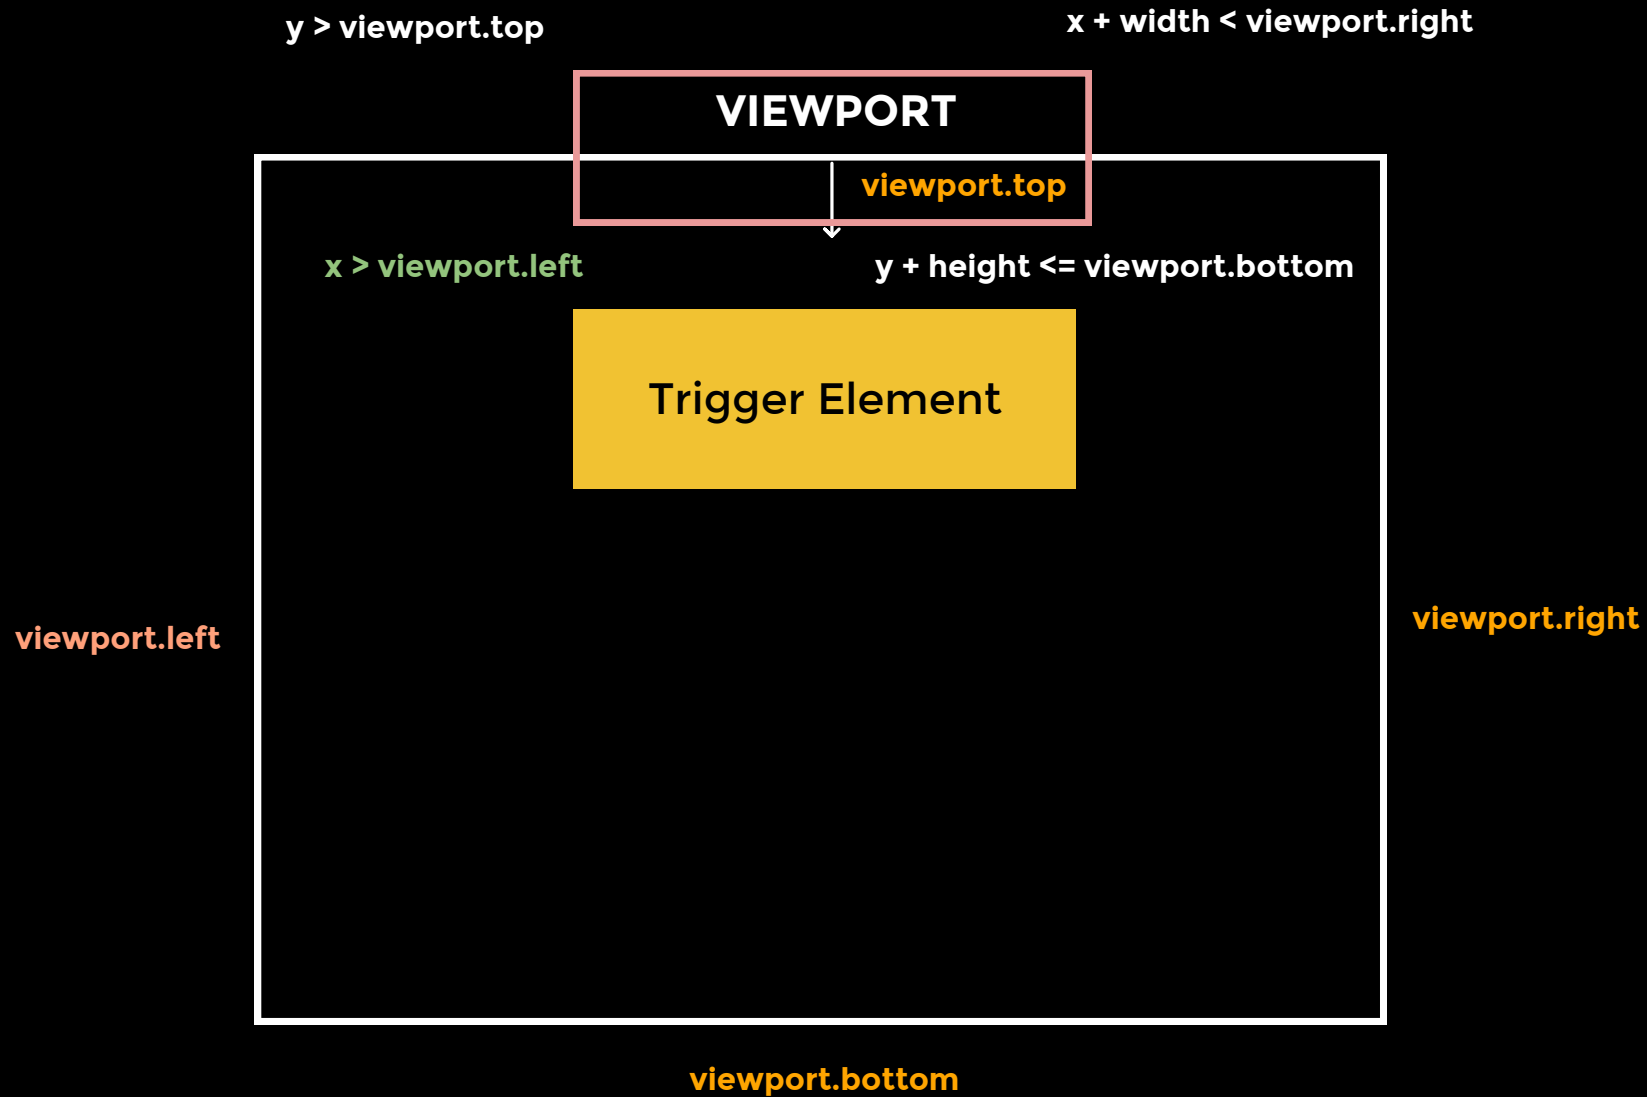 y > viewport.top
x + width < viewport.right
VIEWPORT
viewport.top
x > viewport.left
y + height <= viewport.bottom
Trigger Element
viewport.left
viewport.right
viewport.bottom